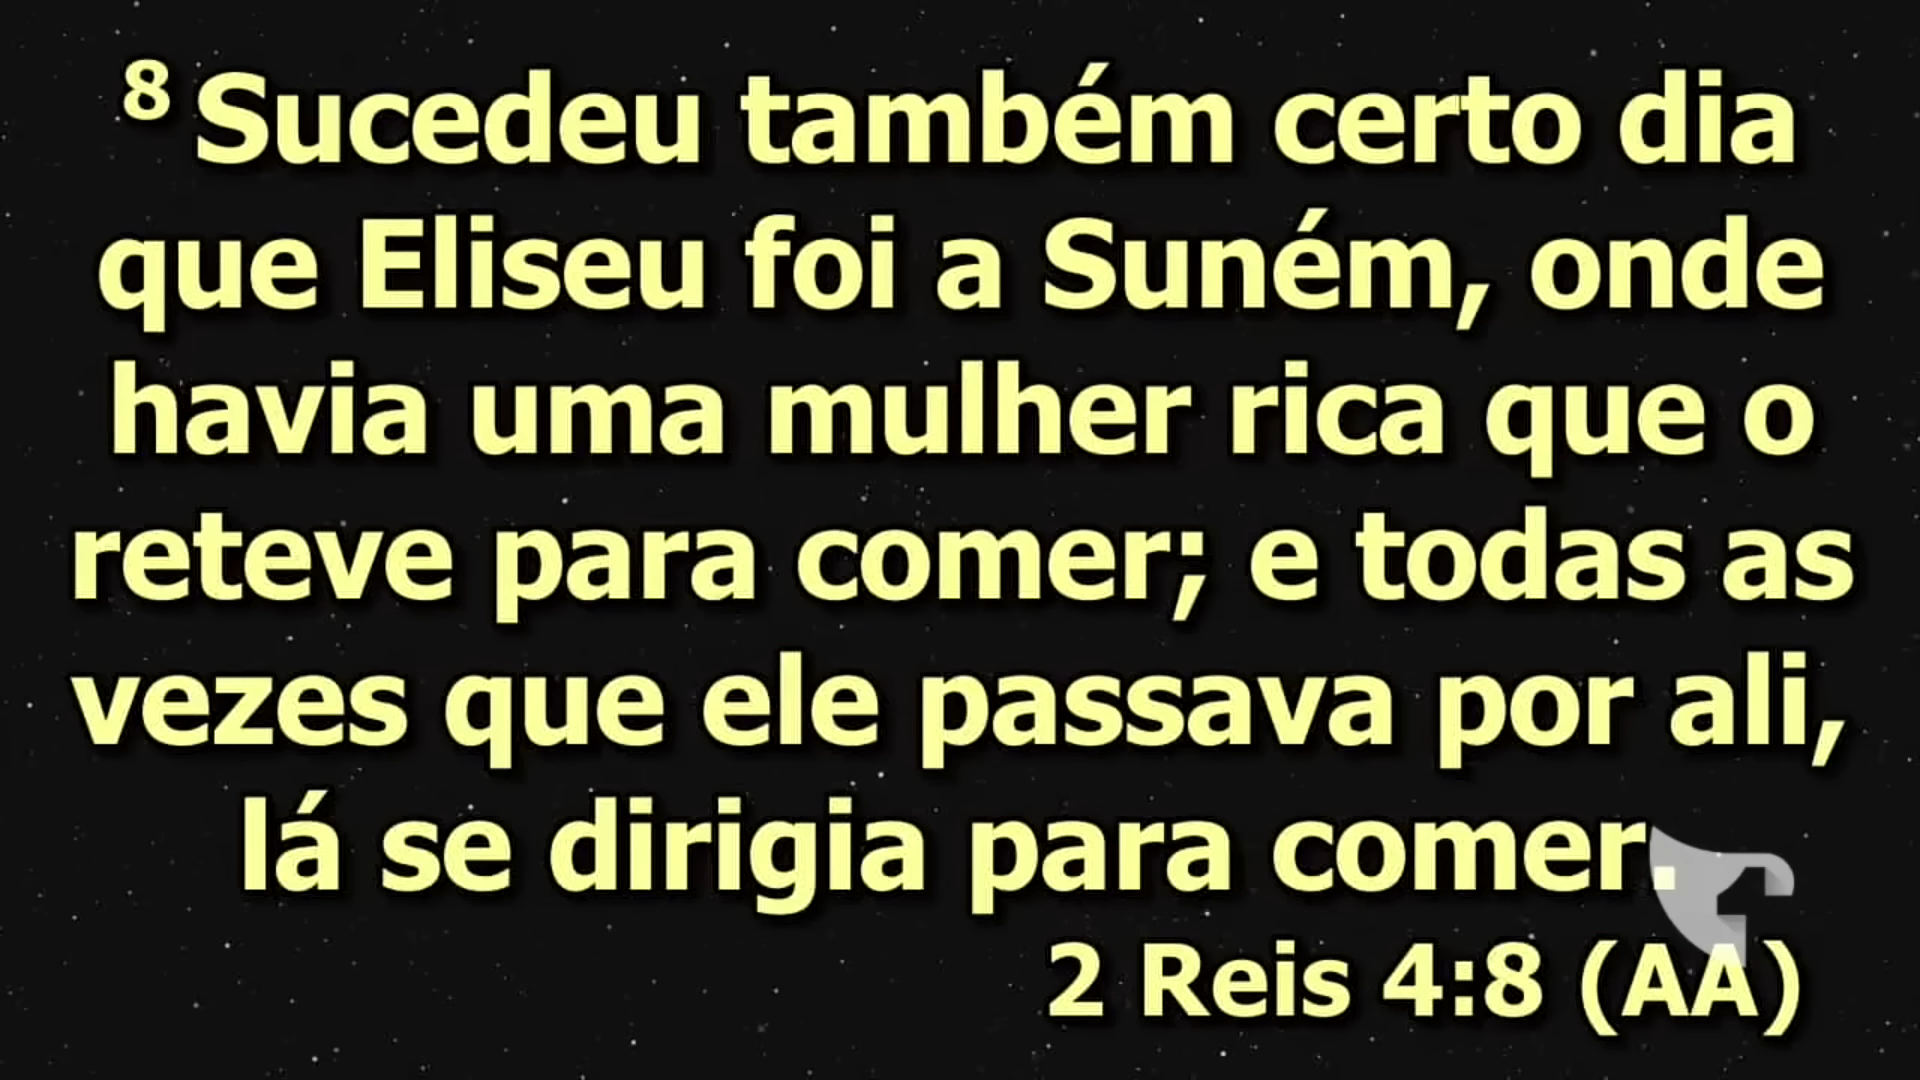 8 Sucedeu também certo dia
que Eliseu foi a Suném, onde
havia uma mulher rica que o
reteve para comer; e todas as
vezes que ele passava por ali,
lá se dirigia para comer.
2 Reis 4:8 (AA)